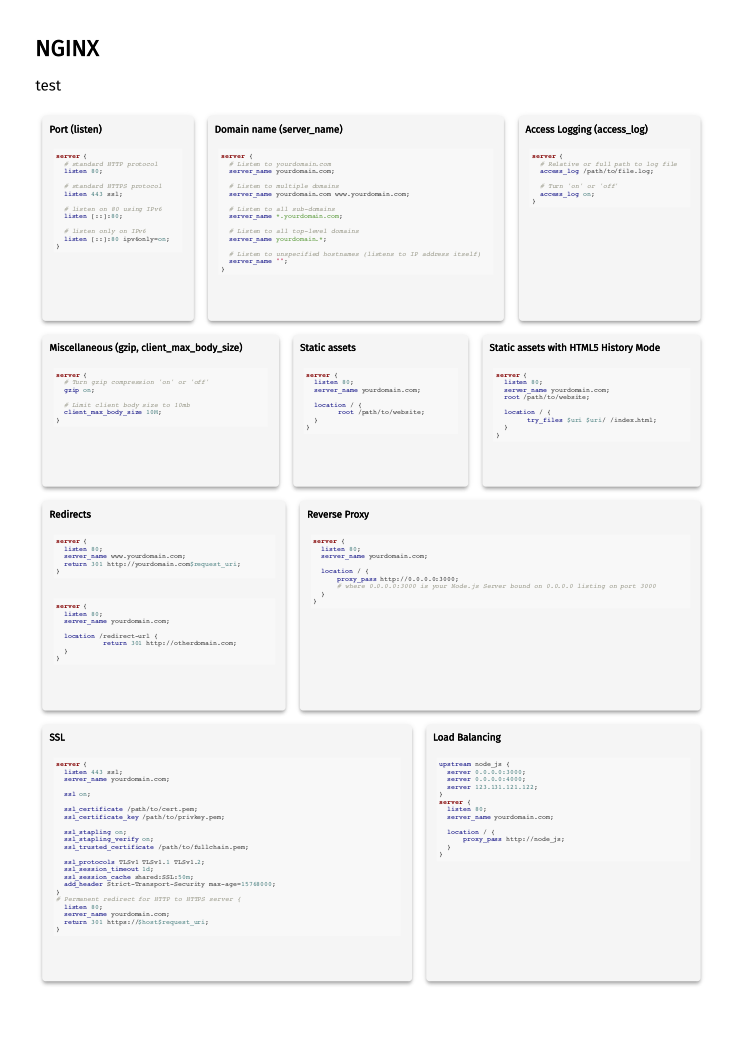 NGINX
test
Port (listen)
server {
# standard HTTP protocol
listen 80;
# standard HTTPS protocol
listen 443 ssl;
# listen on 80 using IPv6
listen [::]:80;
# listen only on IPv6
listen [::]:80 ipv6only=on;
}
Domain name (server_name)
server {
# Listen to yourdomain.com
server_name yourdomain.com;
# Listen to multiple domains
server_name yourdomain.com www.yourdomain.com;
# Listen to all sub-domains
server_name *.yourdomain.com;
# Listen to all top-level domains
server_name yourdomain.*;
# Listen to unspecified hostnames (listens to IP address itself)
server_name "";
}
Access Logging (access_log)
server {
# Relative or full path to log file
access_log /path/to/file.log;
# Turn 'on' or 'off'
access_log on;
}
Miscellaneous (gzip, client_max_body_size)
server {
# Turn gzip compression 'on' or 'off'
gzip on;
# Limit client body size to 10mb
client_max_body_size 10M;
}
Static assets
server {
listen 80;
server_name yourdomain.com;
location / {
root /path/to/website;
}
}
Static assets with HTML5 History Mode
server {
listen 80;
server_name yourdomain.com;
root /path/to/website;
location / {
try_files $uri $uri/ /index.html;
}
}
Redirects
server {
listen 80;
server_name www.yourdomain.com;
return 301 http://yourdomain.com$request_uri;
}
server {
listen 80;
server_name yourdomain.com;
location /redirect-url {
return 301 http://otherdomain.com;
}
}
Reverse Proxy
server {
listen 80;
server_name yourdomain.com;
location / {
proxy_pass http://0.0.0.0:3000;
# where 0.0.0.0:3000 is your Node.js Server bound on 0.0.0.0 listing on port 3000
}
}
SSL
server {
listen 443 ssl;
server_name yourdomain.com;
ssl on;
ssl_certificate /path/to/cert.pem;
ssl_certificate_key /path/to/privkey.pem;
ssl_stapling on;
ssl_stapling_verify on;
ssl_trusted_certificate /path/to/fullchain.pem;
ssl_protocols TLSv1 TLSv1.1 TLSv1.2;
ssl_session_timeout 1d;
ssl_session_cache shared:SSL:50m;
add_header Strict-Transport-Security max-age=15768000;
}
# Permanent redirect for HTTP to HTTPS server {
listen 80;
server_name yourdomain.com;
return 301 https://$host$request_uri;
}
Load Balancing
upstream node_js {
server 0.0.0.0:3000;
server 0.0.0.0:4000;
server 123.131.121.122;
}
server {
listen 80;
server_name yourdomain.com;
location / {
proxy_pass http://node_js;
}
}